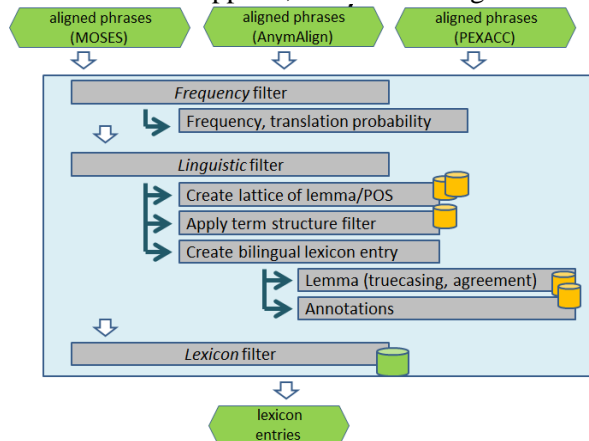 aligned phrases
(MOSES)
aligned phrases
(AnymAlign)
aligned phrases
(PEXACC)
Frequency filter
Frequency, translation probability
Linguistic filter
Create lattice of lemma/POS
Apply term structure filter
Create bilingual lexicon entry
Lemma (truecasing, agreement)
Annotations
Lexicon filter
lexicon
entries